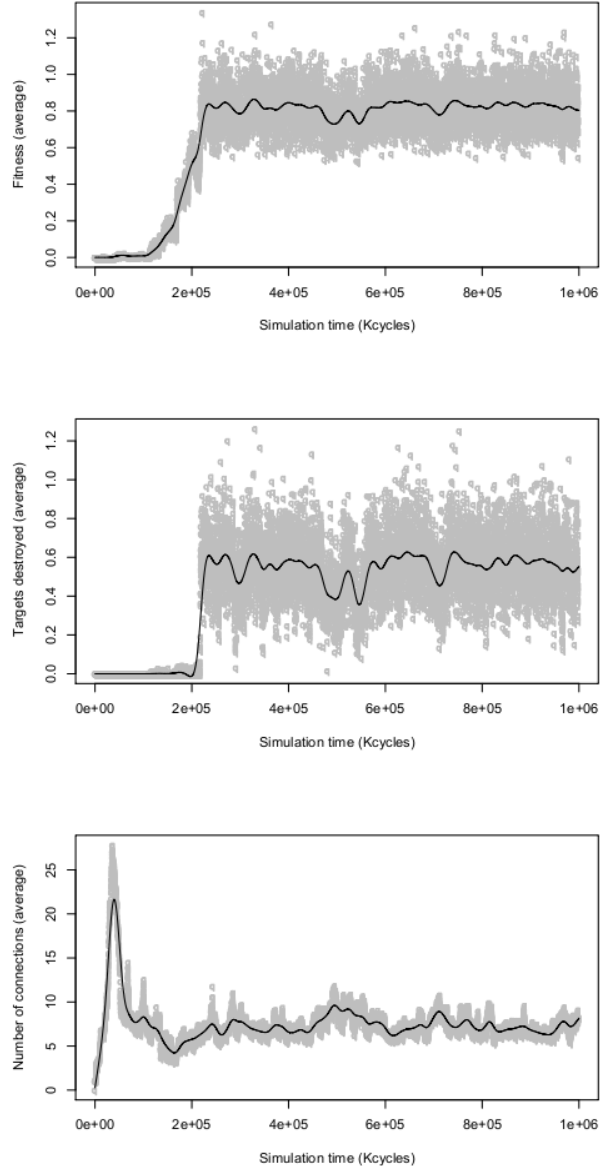 Fitness (average)
1.2
1.0
0.8
0.6
0.4
0.2
0.0
0e+00 2e+05 4e+05 6e+05 8e+05 1e+06
Simulation time (Kcycles)
Targets destroyed (average)
1.2
1.0
0.8
0.6
0.4
0.2
0.0
0e+00 2e+05 4e+05 6e+05 8e+05 1e+06
Simulation time (Kcycles)
Number of connections (average)
25
20
15
10
5
0
0e+00 2e+05 4e+05 6e+05 8e+05 1e+06
Simulation time (Kcycles)